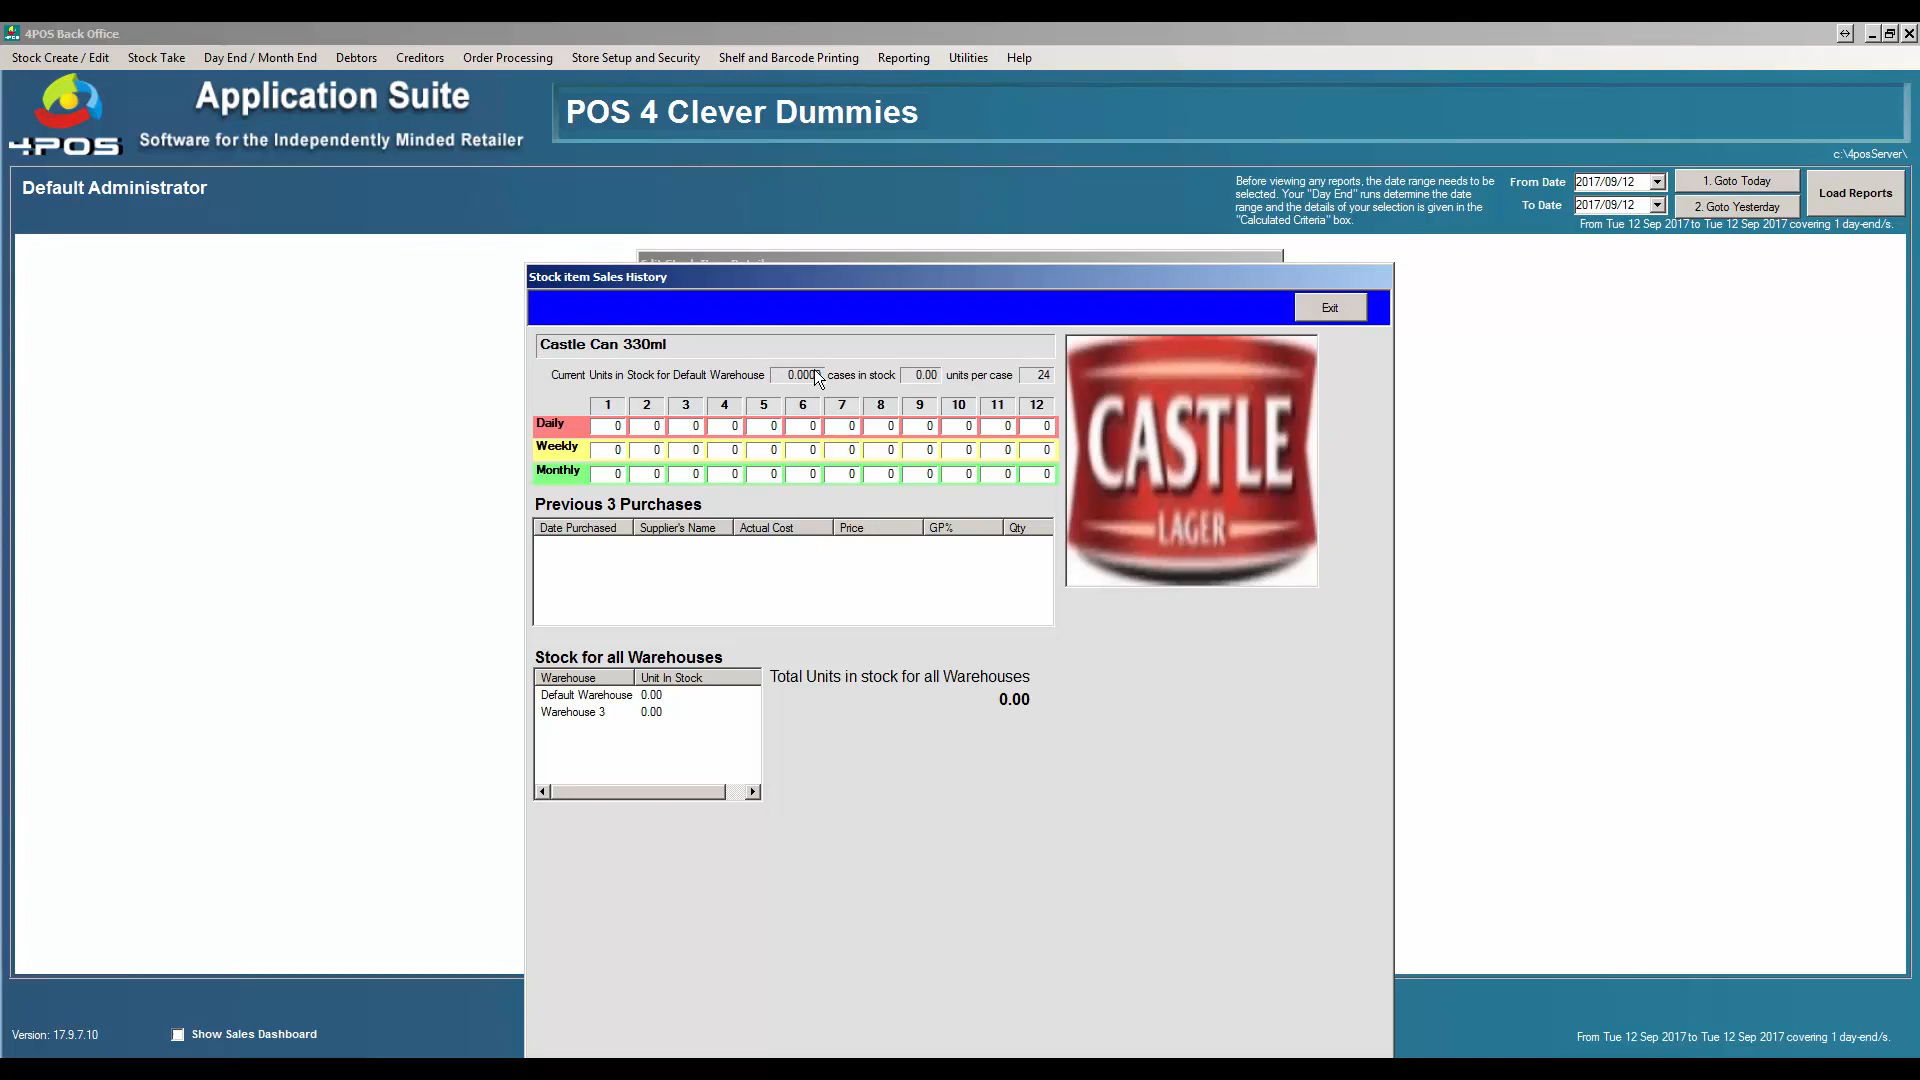 4POS Back Office
Stock Create / Edit Stock Take Day End / Month End Debtors Creditors Order Processing Store Setup and Security Shelf and Barcode Printing Reporting Utilities Help
4POS
Application Suite
Software for the Independently Minded Retailer
POS 4 Clever Dummies
c:\4posServer\
Default Administrator
Before viewing any reports, the date range needs to be
selected. Your "Day End" runs determine the date
range and the details of your selection is given in the
"Calculated Criteria" box.
From Date 2017/09/12 1. Goto Today
To Date 2017/09/12 2. Goto Yesterday
Load Reports
From Tue 12 Sep 2017 to Tue 12 Sep 2017 covering 1 day-end/s.
Stock item Sales History
Exit
Castle Can 330ml
Current Units in Stock for Default Warehouse 0.000 cases in stock 0.00 units per case 24
1 2 3 4 5 6 7 8 9 10 11 12
Daily 0 0 0 0 0 0 0 0 0 0 0 0
Weekly 0 0 0 0 0 0 0 0 0 0 0 0
Monthly 0 0 0 0 0 0 0 0 0 0 0 0
CASTLE
LAGER
Previous 3 Purchases
Date Purchased Supplier's Name Actual Cost Price GP% Qty
Stock for all Warehouses
Warehouse Unit In Stock
Default Warehouse 0.00
Warehouse 3 0.00
Total Units in stock for all Warehouses
0.00
Version: 17.9.7.10
Show Sales Dashboard
From Tue 12 Sep 2017 to Tue 12 Sep 2017 covering 1 day-end/s.